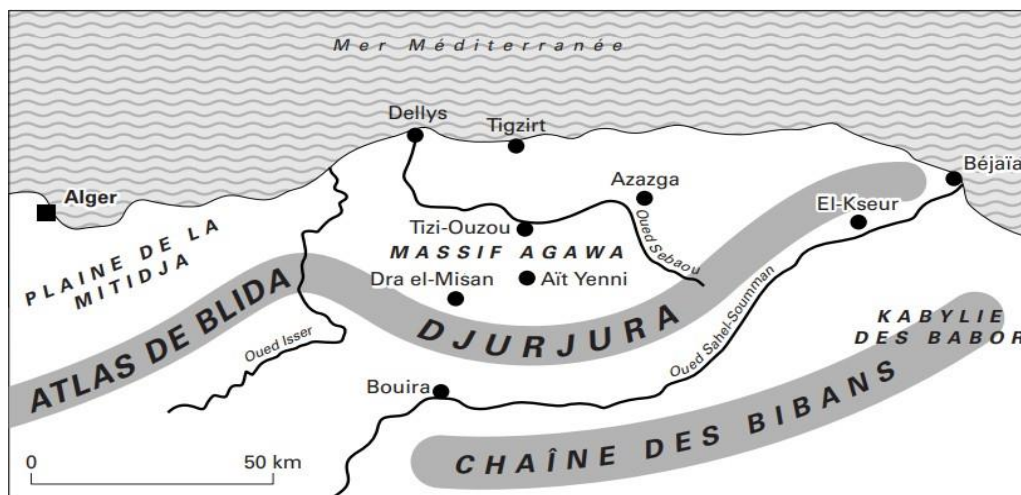 Mer Méditerranée
Dellys
Tigzirt
Béjaïa
Alger
Azazga
El-Kseur
Tizi-Ouzou
PLAINE DE LA
MITIDJA
MASSIF AGAWA
Oued Sebaou
Dra el-Misan
Aït Yenni
ATLAS DE BLIDA
DJURJURA
Oued Isser
Oued Sahel-Soumman
KABYLIE
DES BABOR
Bouira
CHAÎNE DES BIBANS
0 50 km